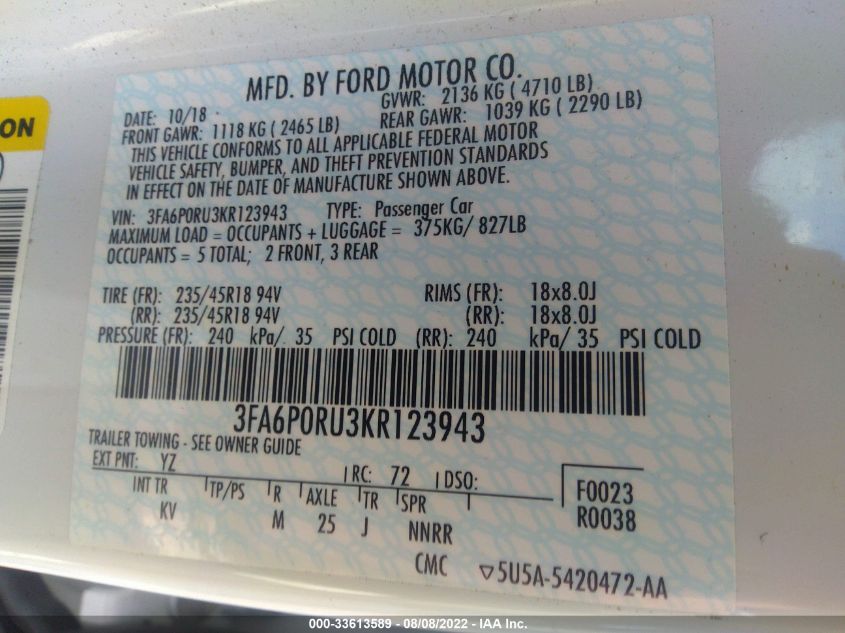 MFD. BY FORD MOTOR CO.
DATE: 10/18
GVWR: 2136 KG ( 4710 LB)
FRONT GAWR: 1118 KG ( 2465 LB)
REAR GAWR: 1039 KG ( 2290 LB)
THIS VEHICLE CONFORMS TO ALL APPLICABLE FEDERAL MOTOR
VEHICLE SAFETY, BUMPER, AND THEFT PREVENTION STANDARDS
IN EFFECT ON THE DATE OF MANUFACTURE SHOWN ABOVE.
VIN: 3FA6P0RU3KR123943 TYPE: Passenger Car
MAXIMUM LOAD = OCCUPANTS + LUGGAGE = 375KG/ 827LB
OCCUPANTS = 5 TOTAL; 2 FRONT, 3 REAR
TIRE (FR): 235/45R18 94V RIMS (FR): 18x8.0J
(RR): 235/45R18 94V (RR): 18x8.0J
PRESSURE (FR): 240 kPa/ 35 PSI COLD (RR): 240 kPa/ 35 PSI COLD
3FA6P0RU3KR123943
TRAILER TOWING - SEE OWNER GUIDE
EXT PNT: YZ RC: 72 DSO:
INT TR TP/PS R AXLE TR SPR
KV M 25 J NNRR
F0023
R0038
CMC ▽5U5A-5420472-AA
ON
000-33613589 - 08/08/2022 - IAA Inc.